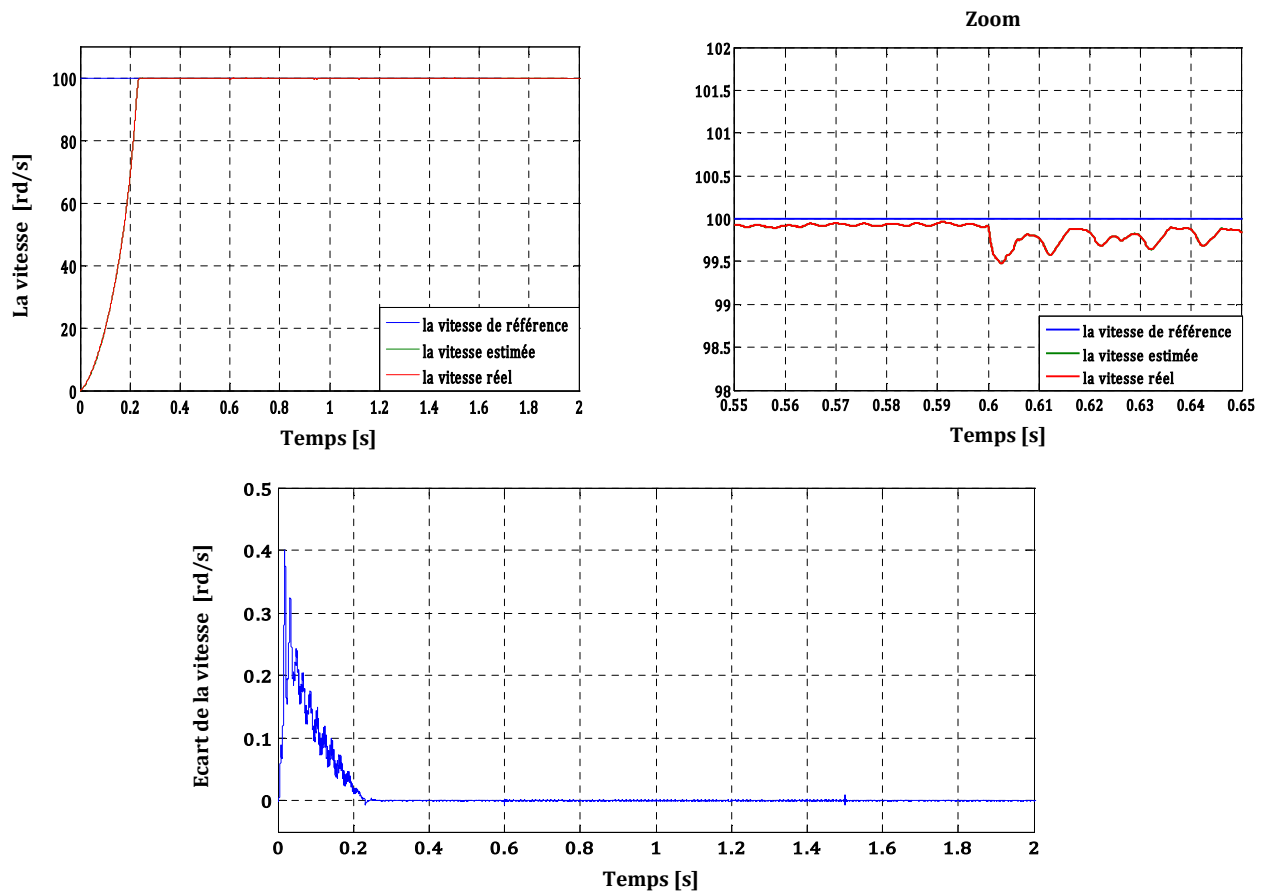 Zoom
La vitesse [rd/s]
100
80
60
40
20
0
0 0.2 0.4 0.6 0.8 1 1.2 1.4 1.6 1.8 2
Temps [s]
la vitesse de référence
la vitesse estimée
la vitesse réel
102
101.5
101
100.5
100
99.5
99
98.5
98
0.55 0.56 0.57 0.58 0.59 0.6 0.61 0.62 0.63 0.64 0.65
Temps [s]
la vitesse de référence
la vitesse estimée
la vitesse réel
Ecart de la vitesse [rd/s]
0.5
0.4
0.3
0.2
0.1
0
0 0.2 0.4 0.6 0.8 1 1.2 1.4 1.6 1.8 2
Temps [s]